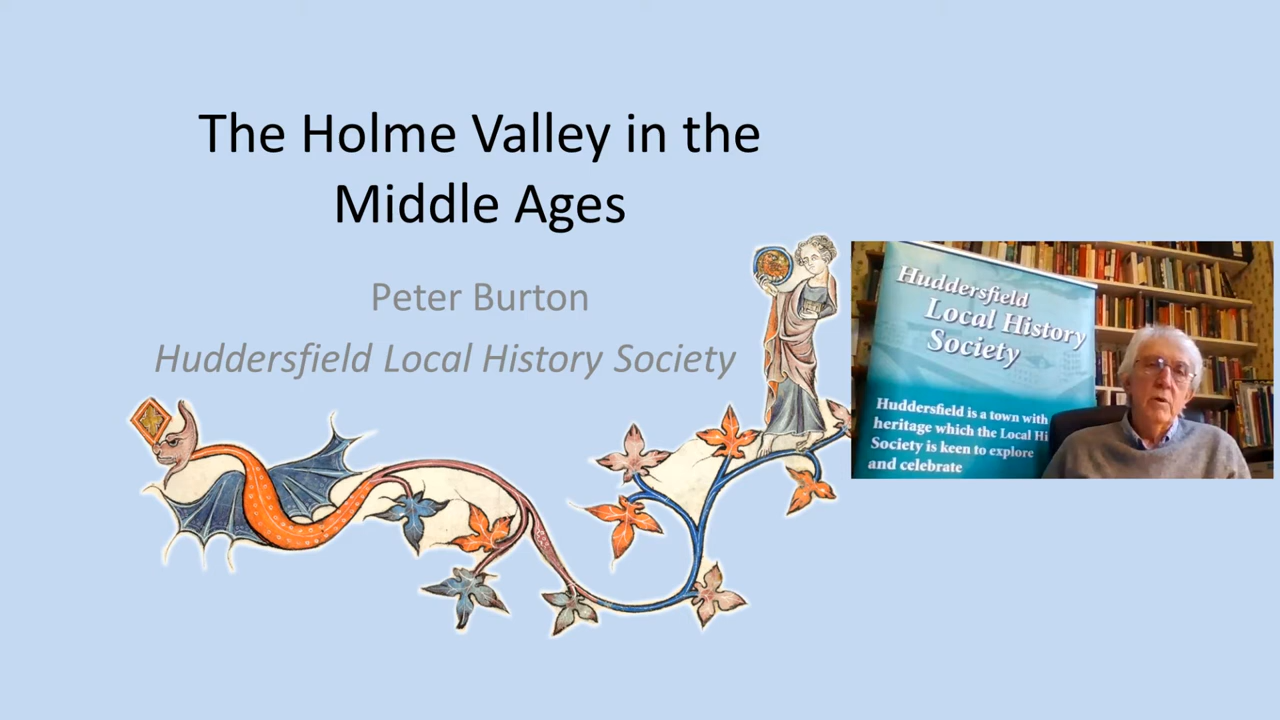 The Holme Valley in the
Middle Ages
Peter Burton
Huddersfield Local History Society
Huddersfield
Local History
Society
Huddersfield is a town with
heritage which the Local Hi
Society is keen to explore
and celebrate